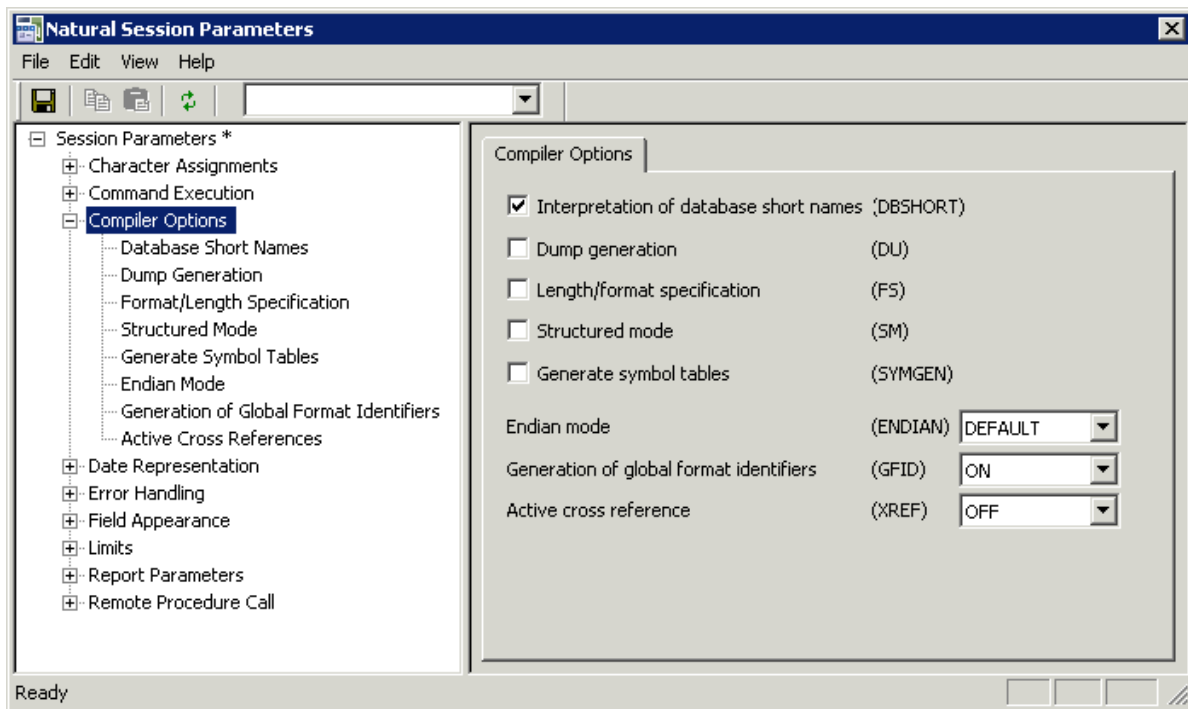 Natural Session Parameters
File Edit View Help
Session Parameters *
Character Assignments
Command Execution
Compiler Options
Database Short Names
Dump Generation
Format/Length Specification
Structured Mode
Generate Symbol Tables
Endian Mode
Generation of Global Format Identifiers
Active Cross References
Date Representation
Error Handling
Field Appearance
Limits
Report Parameters
Remote Procedure Call
Compiler Options
Interpretation of database short names (DBSHORT)
Dump generation (DU)
Length/format specification (FS)
Structured mode (SM)
Generate symbol tables (SYMGEN)
Endian mode (ENDIAN) DEFAULT
Generation of global format identifiers (GFID) ON
Active cross reference (XREF) OFF
Ready